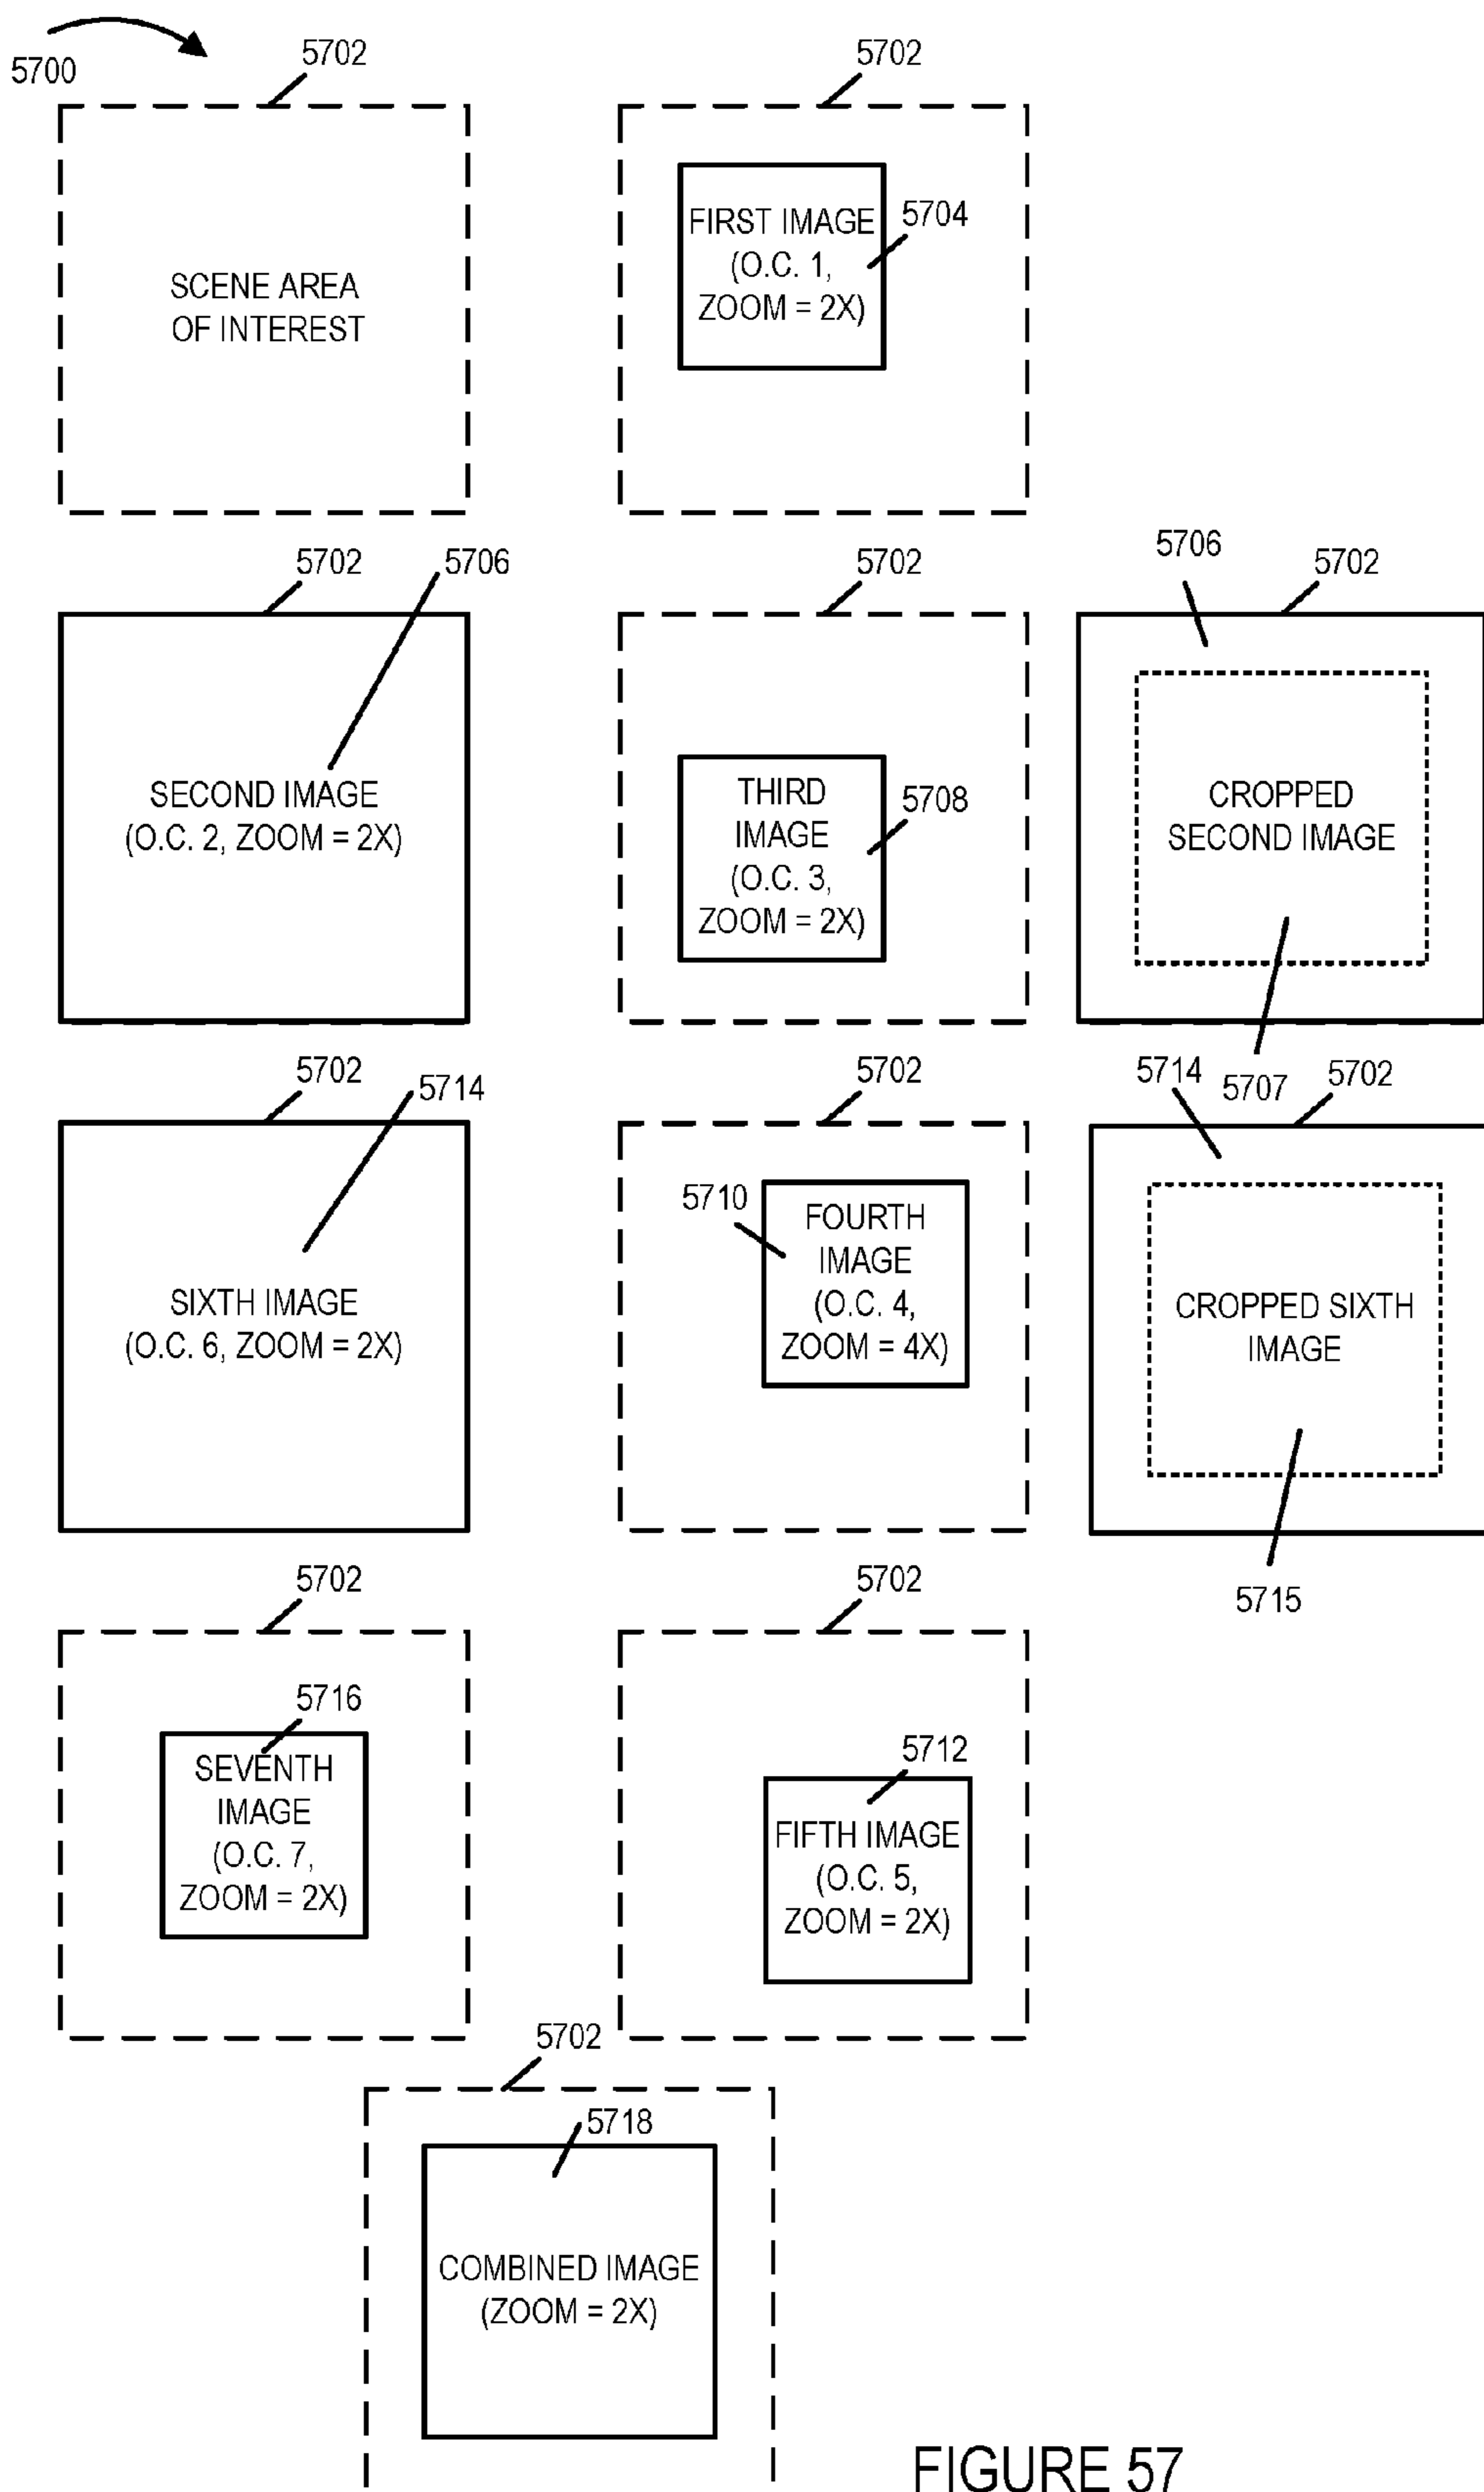 5700
5702
5702
SCENE AREA
OF INTEREST
FIRST IMAGE
(O.C. 1,
ZOOM = 2X)
5704
5702
5706
5702
5706
5702
SECOND IMAGE
(O.C. 2, ZOOM = 2X)
THIRD
IMAGE
(O.C. 3,
ZOOM = 2X)
5708
CROPPED
SECOND IMAGE
5707
5702
5714
5702
5714
5702
SIXTH IMAGE
(O.C. 6, ZOOM = 2X)
5710
FOURTH
IMAGE
(O.C. 4,
ZOOM = 4X)
CROPPED SIXTH
IMAGE
5715
5702
5702
5716
SEVENTH
IMAGE
(O.C. 7,
ZOOM = 2X)
5712
FIFTH IMAGE
(O.C. 5,
ZOOM = 2X)
5702
5718
COMBINED IMAGE
(ZOOM = 2X)
FIGURE 57